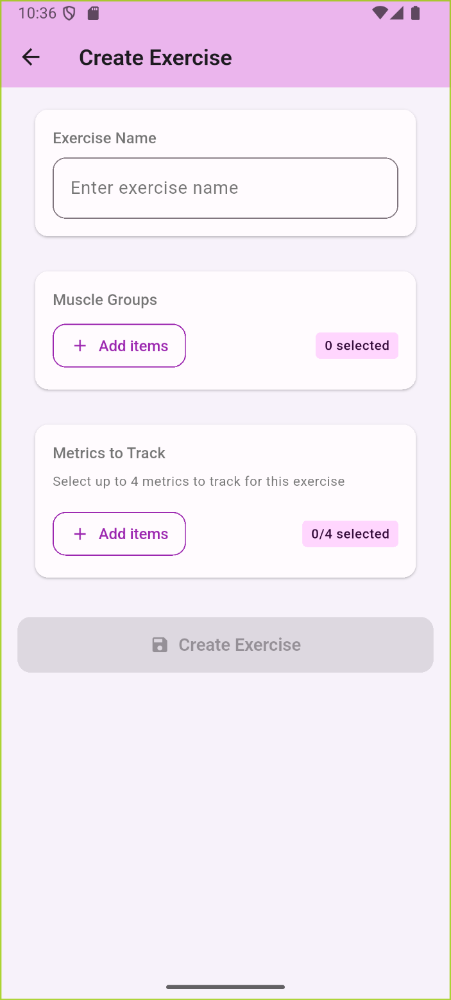 10:36
Create Exercise
Exercise Name
Enter exercise name
Muscle Groups
Add items
0 selected
Metrics to Track
Select up to 4 metrics to track for this exercise
Add items
0/4 selected
Create Exercise